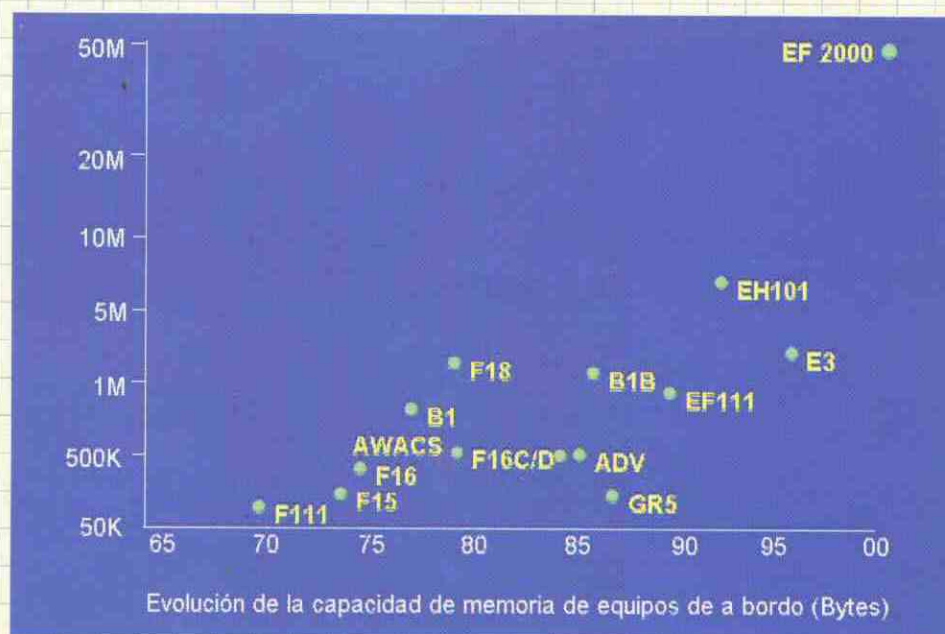 50M
EF 2000
20M
10M
EH101
5M
E3
F18
B1B
1M
EF111
B1
AWACS
500K
F16C/D
ADV
F16
F15
GR5
F111
50K
65 70 75 80 85 90 95 00
Evolución de la capacidad de memoria de equipos de a bordo (Bytes)